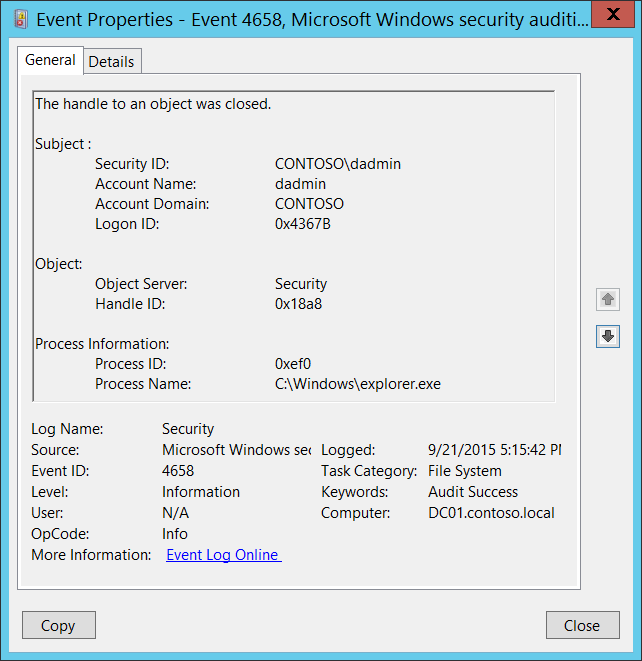 Event Properties - Event 4658, Microsoft Windows security auditi...
X
General Details
The handle to an object was closed.
Subject :
Security ID: CONTOSO\dadmin
Account Name: dadmin
Account Domain: CONTOSO
Logon ID: 0x4367B
Object:
Object Server: Security
Handle ID: 0x18a8
Process Information:
Process ID: 0xef0
Process Name: C:\Windows\explorer.exe
Log Name: Security
Source: Microsoft Windows sec Logged: 9/21/2015 5:15:42 PM
Event ID: 4658 Task Category: File System
Level: Information Keywords: Audit Success
User: N/A Computer: DC01.contoso.local
OpCode: Info
More Information: Event Log Online
Copy Close